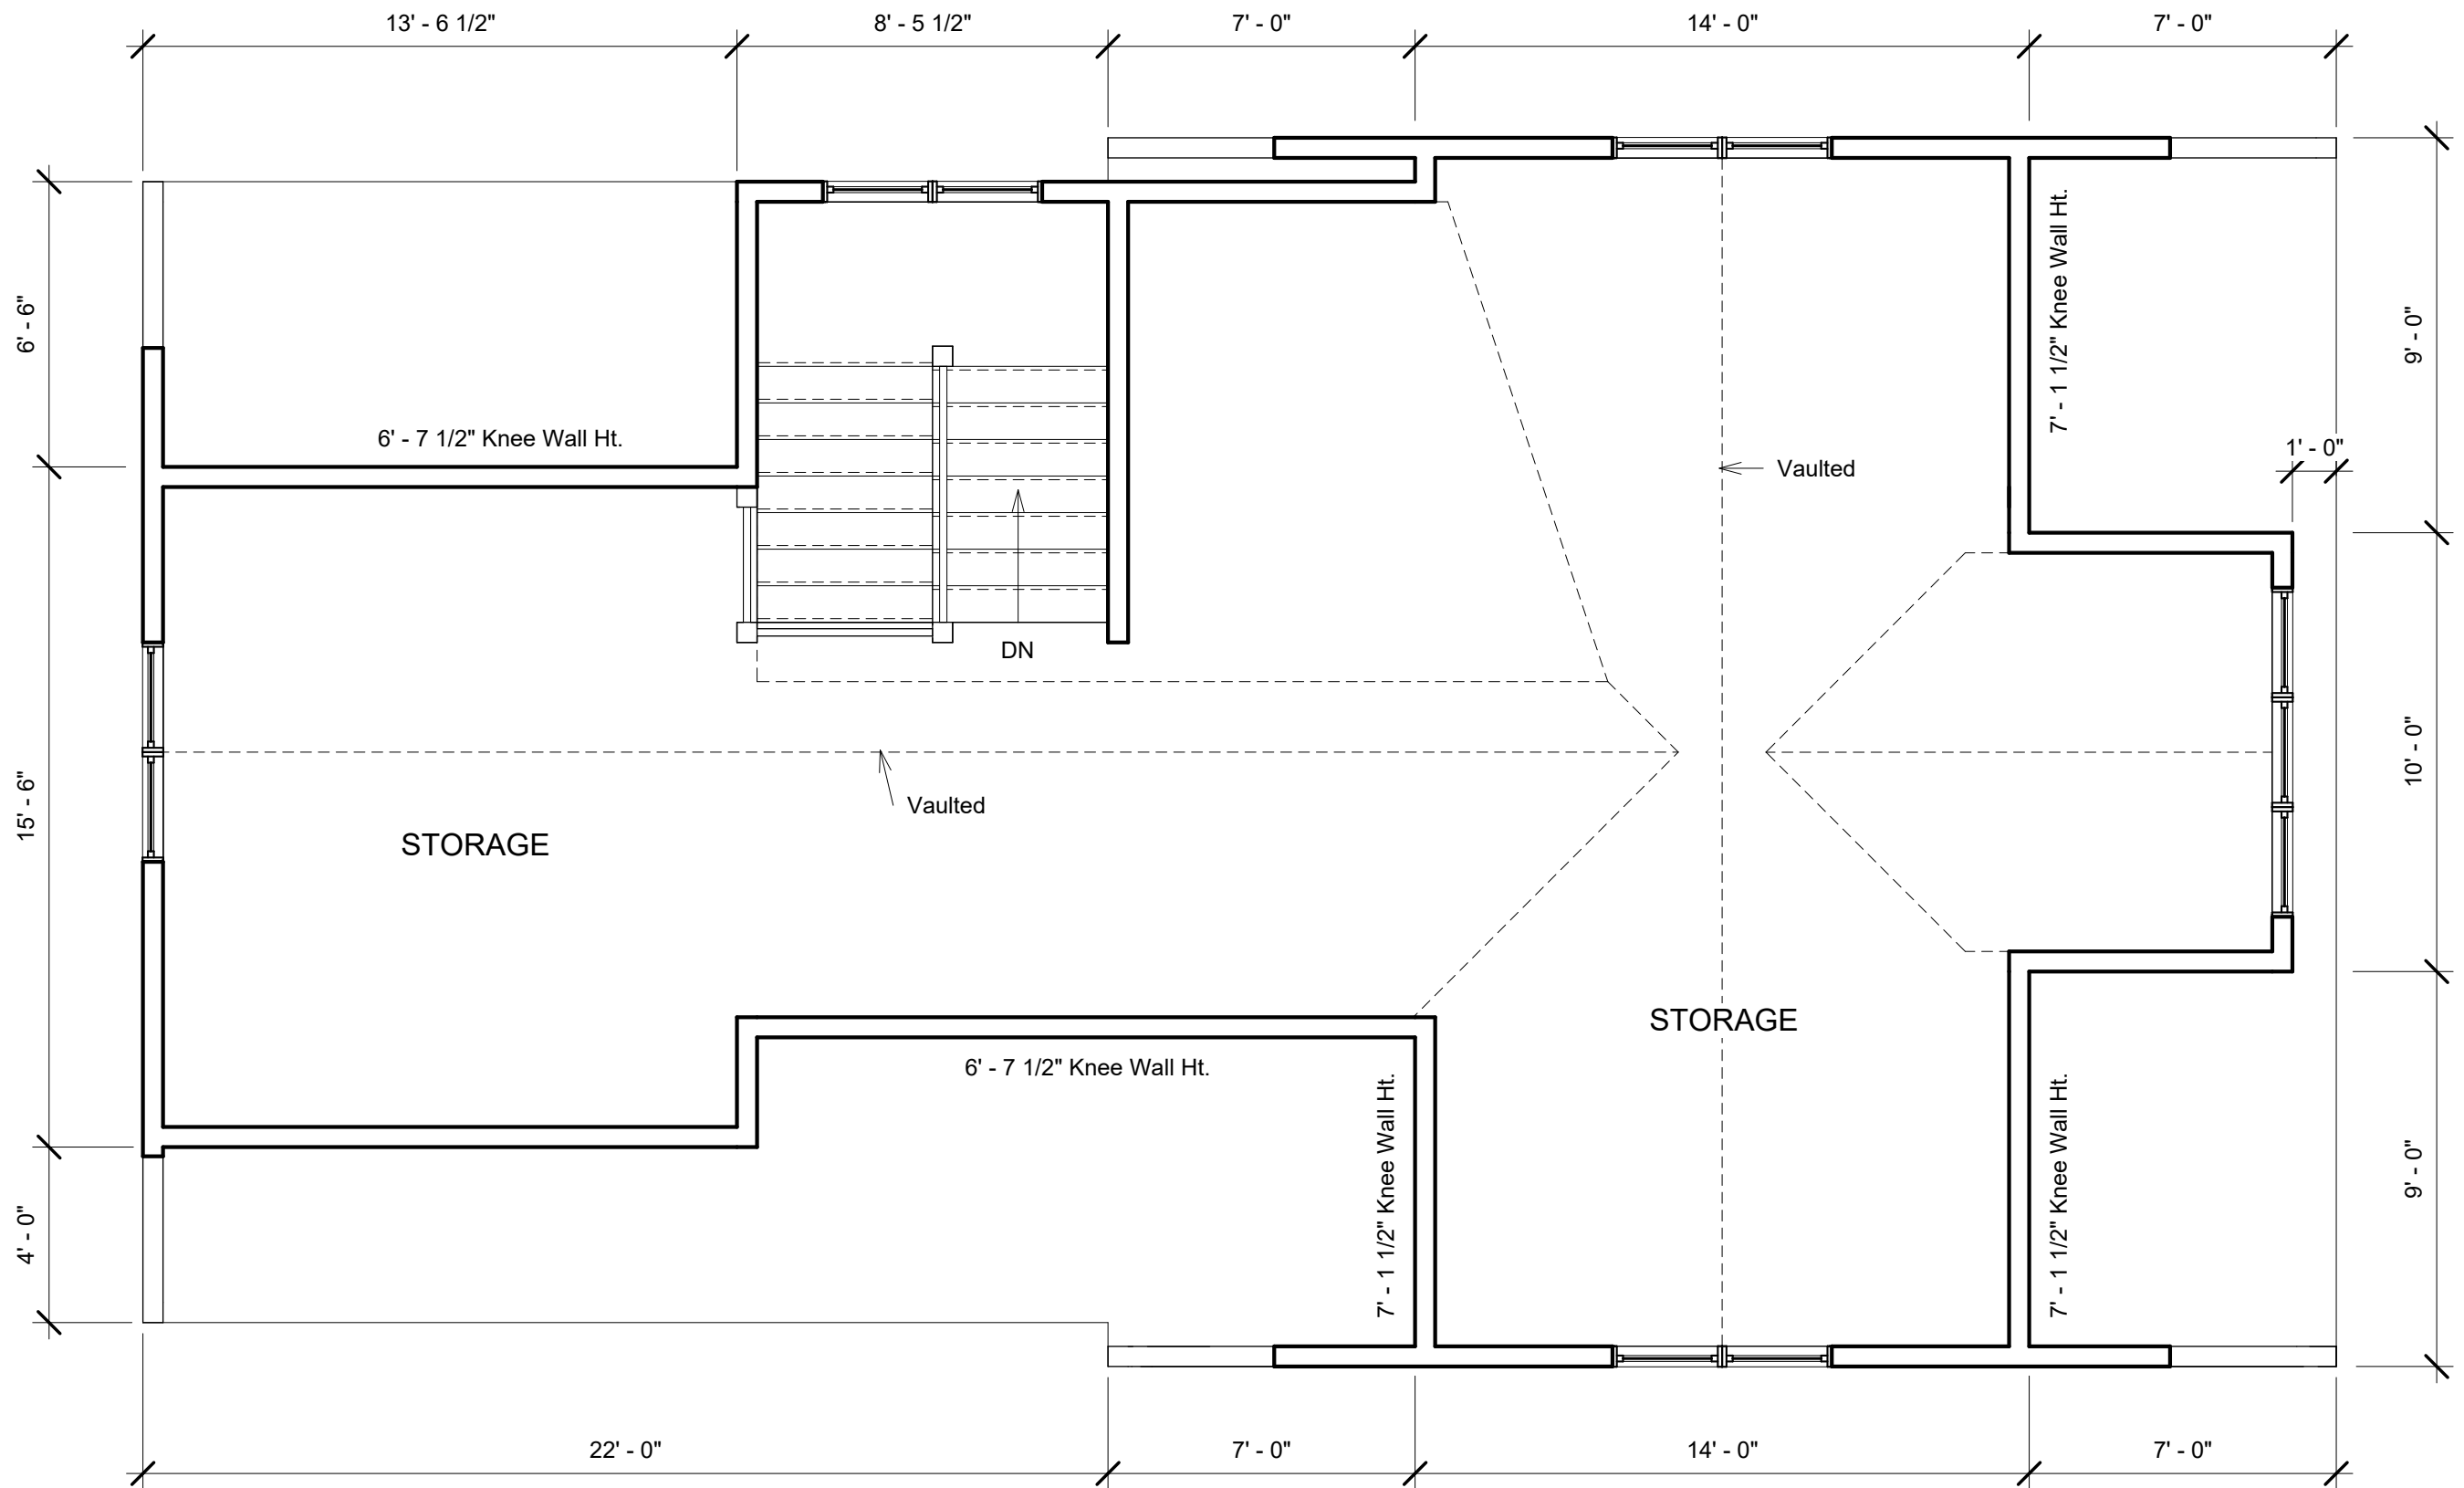 13' - 6 1/2"
8' - 5 1/2"
7' - 0"
14' - 0"
7' - 0"
6' - 6"
7' - 1 1/2" Knee Wall Ht.
9' - 0"
6' - 7 1/2" Knee Wall Ht.
1' - 0"
Vaulted
DN
10' - 0"
15' - 6"
Vaulted
STORAGE
STORAGE
6' - 7 1/2" Knee Wall Ht.
7' - 1 1/2" Knee Wall Ht.
7' - 1 1/2" Knee Wall Ht.
9' - 0"
4' - 0"
22' - 0"
7' - 0"
14' - 0"
7' - 0"